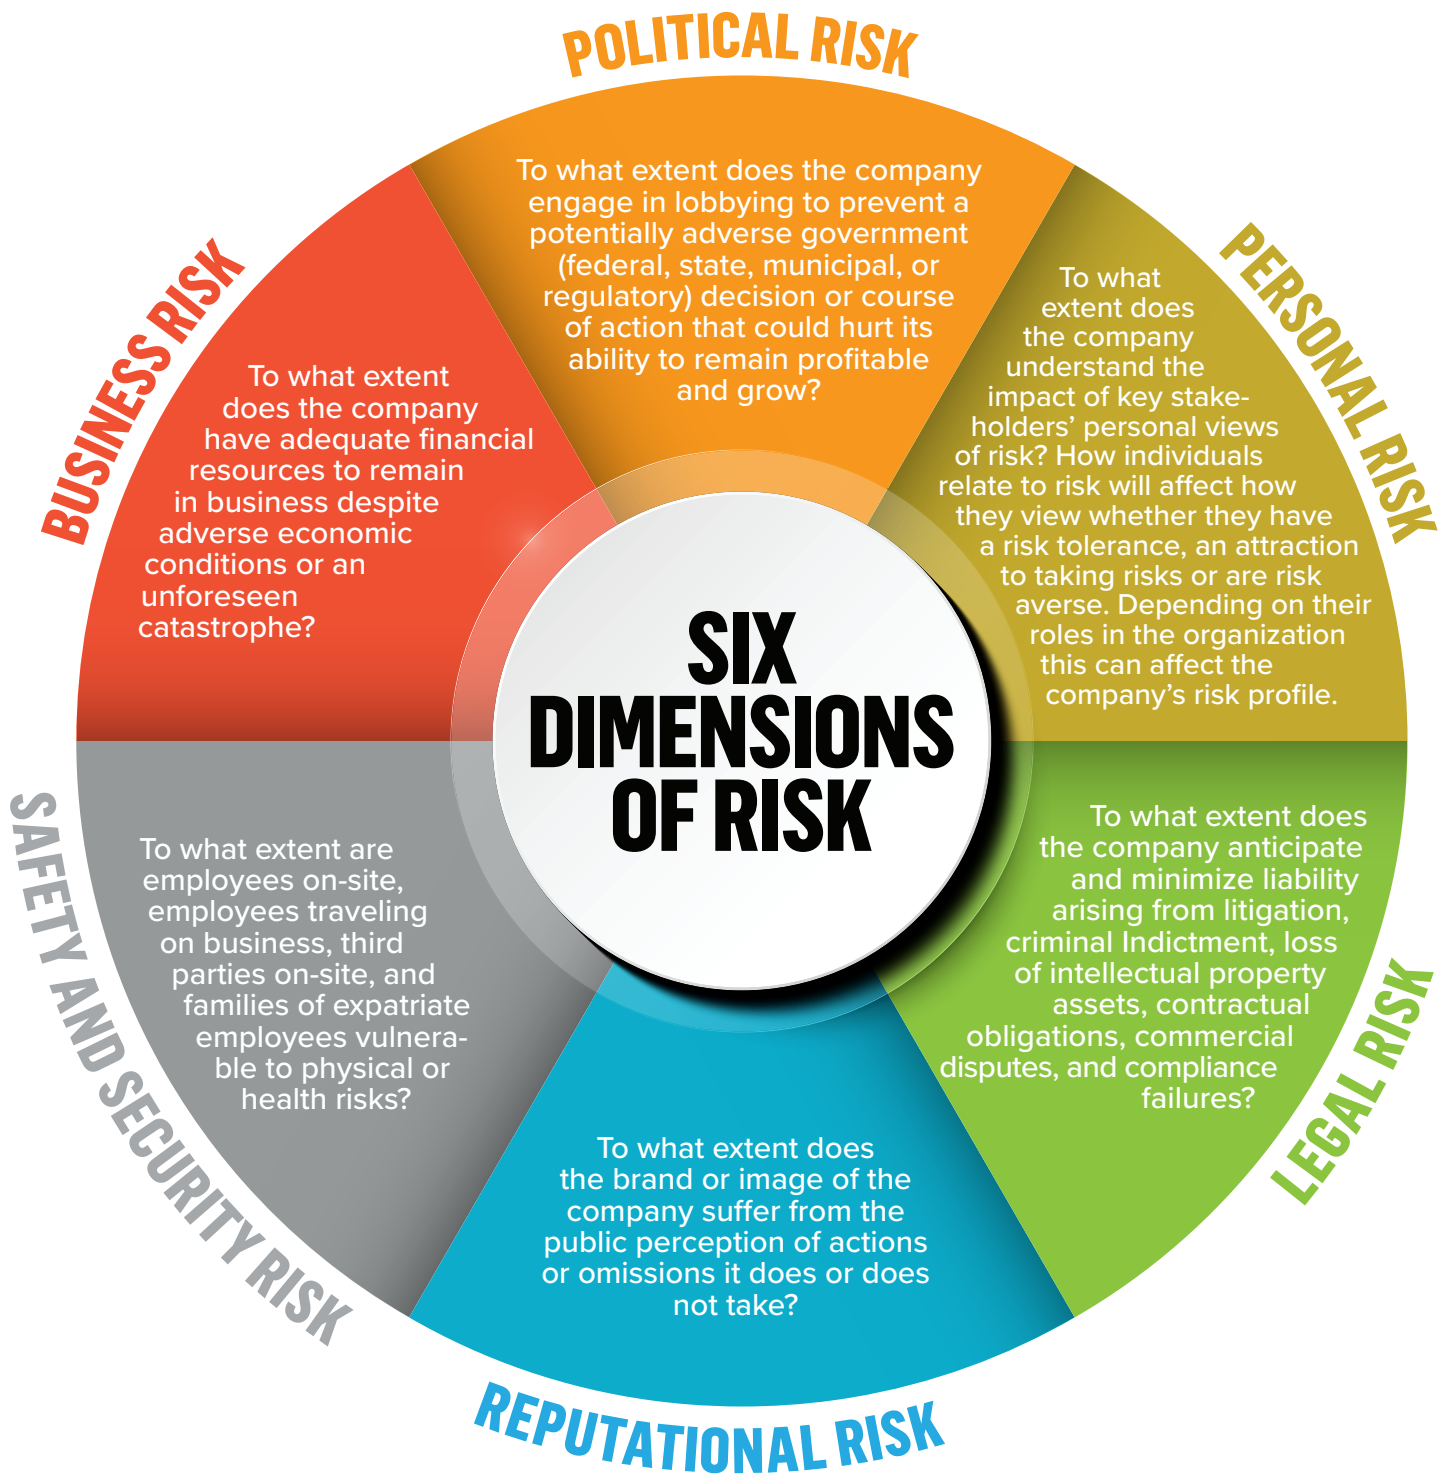 POLITICAL RISK
To what extent does the company
engage in lobbying to prevent a
potentially adverse government
(federal, state, municipal, or
regulatory) decision or course
of action that could hurt its
ability to remain profitable
and grow?
PERSONAL RISK
To what
extent does
the company
understand the
impact of key stake-
holders’ personal views
of risk? How individuals
relate to risk will affect how
they view whether they have
a risk tolerance, an attraction
to taking risks or are risk
averse. Depending on their
roles in the organization
this can affect the
company’s risk profile.
LEGAL RISK
To what extent does
the company anticipate
and minimize liability
arising from litigation,
criminal Indictment, loss
of intellectual property
assets, contractual
obligations, commercial
disputes, and compliance
failures?
REPUTATIONAL RISK
To what extent does
the brand or image of the
company suffer from the
public perception of actions
or omissions it does or does
not take?
SAFETY AND SECURITY RISK
To what extent are
employees on-site,
employees traveling
on business, third
parties on-site, and
families of expatriate
employees vulnera-
ble to physical or
health risks?
BUSINESS RISK
To what extent
does the company
have adequate financial
resources to remain
in business despite
adverse economic
conditions or an
unforeseen
catastrophe?
SIX
DIMENSIONS
OF RISK